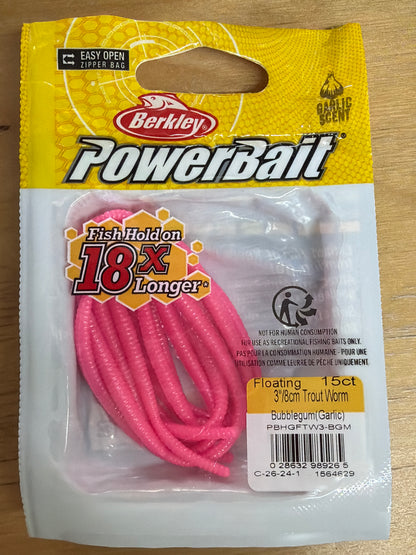 EASY OPEN
ZIPPER BAG
Berkley
PowerBait®
GARLIC
SCENT
Fish Hold on
18x
Longer*
NOT FOR HUMAN CONSUMPTION
FOR USE AS RECREATIONAL FISHING BAITS ONLY.
PAS POUR LA CONSOMMATION HUMAINE - POUR UNE
UTILISATION COMME LEURRE DE PÊCHE UNIQUEMENT.
Floating 15ct
3"/8cm Trout Worm
Bubblegum(Garlic)
PBHGFTW3-BGM
0 28632 98926 5
C-26-24-1 1564629